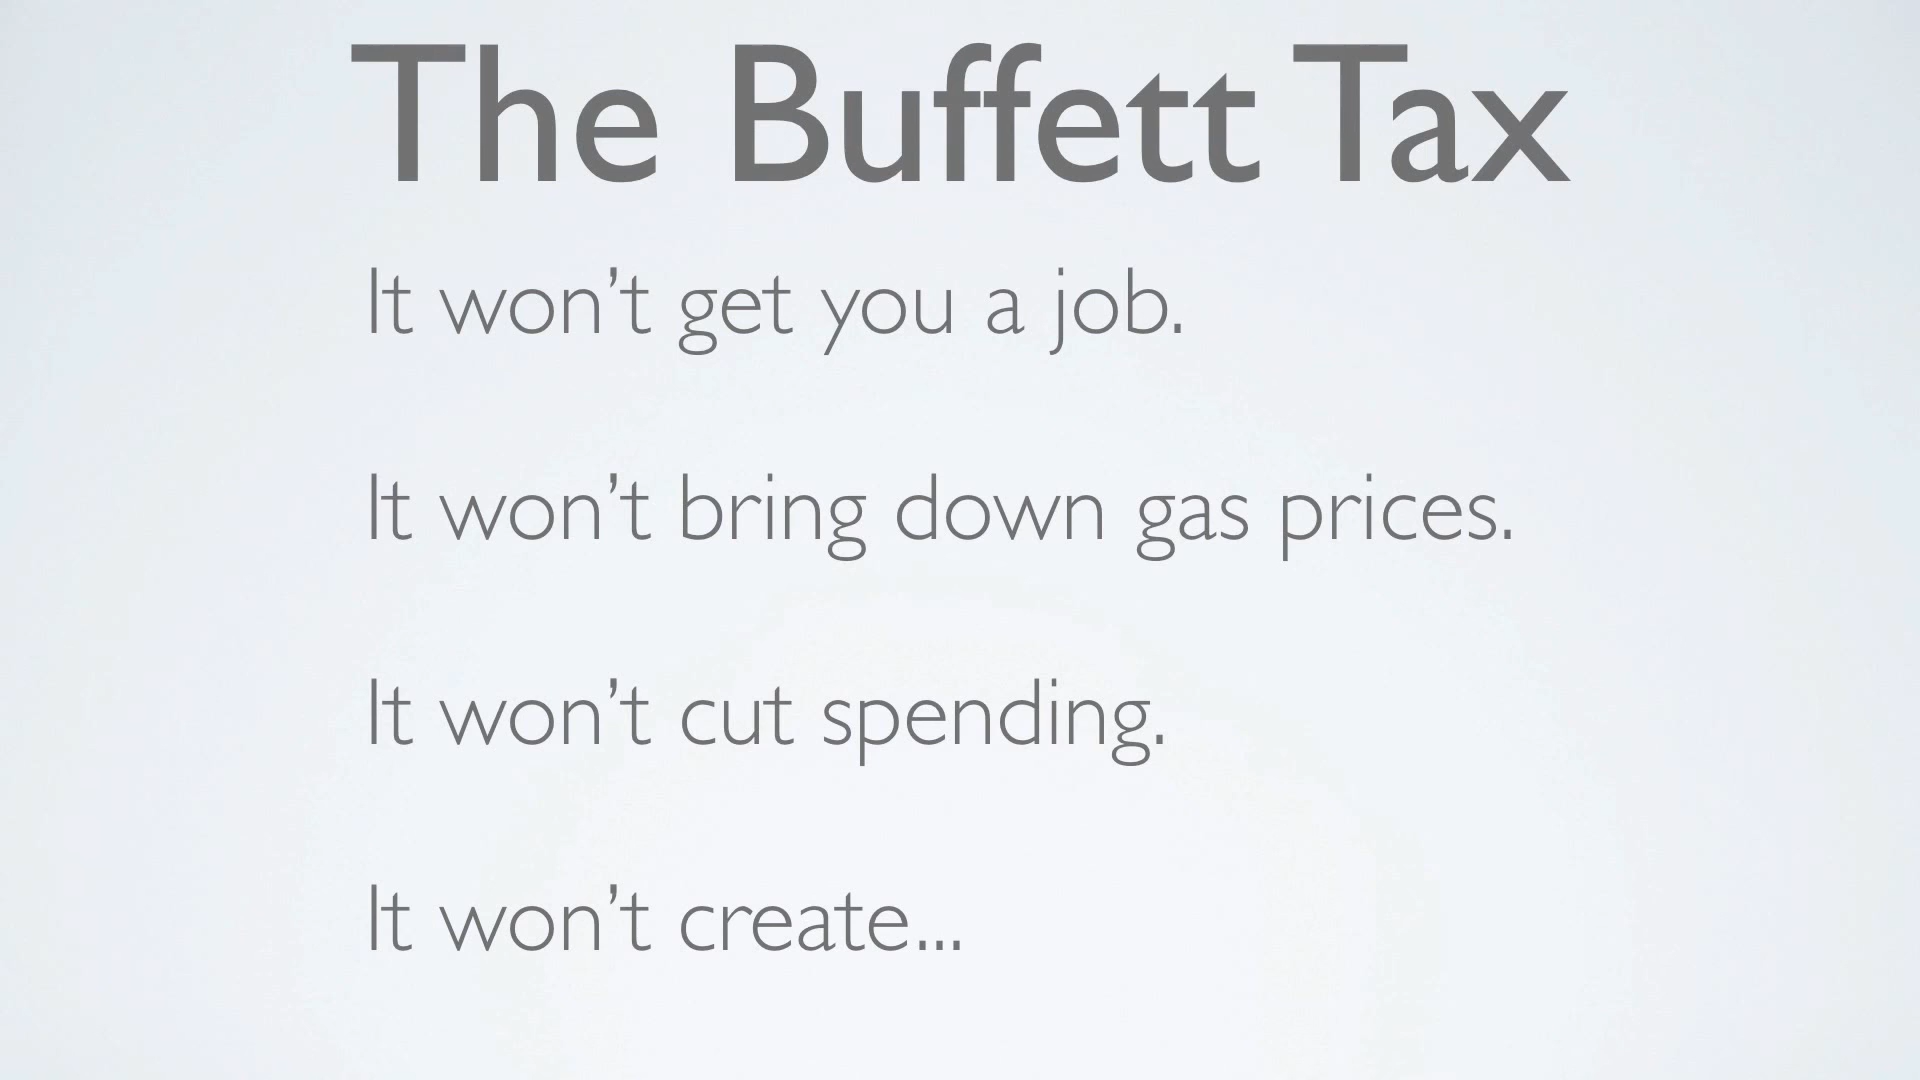 The Buffett Tax
It won’t get you a job.
It won’t bring down gas prices.
It won’t cut spending.
It won’t create...